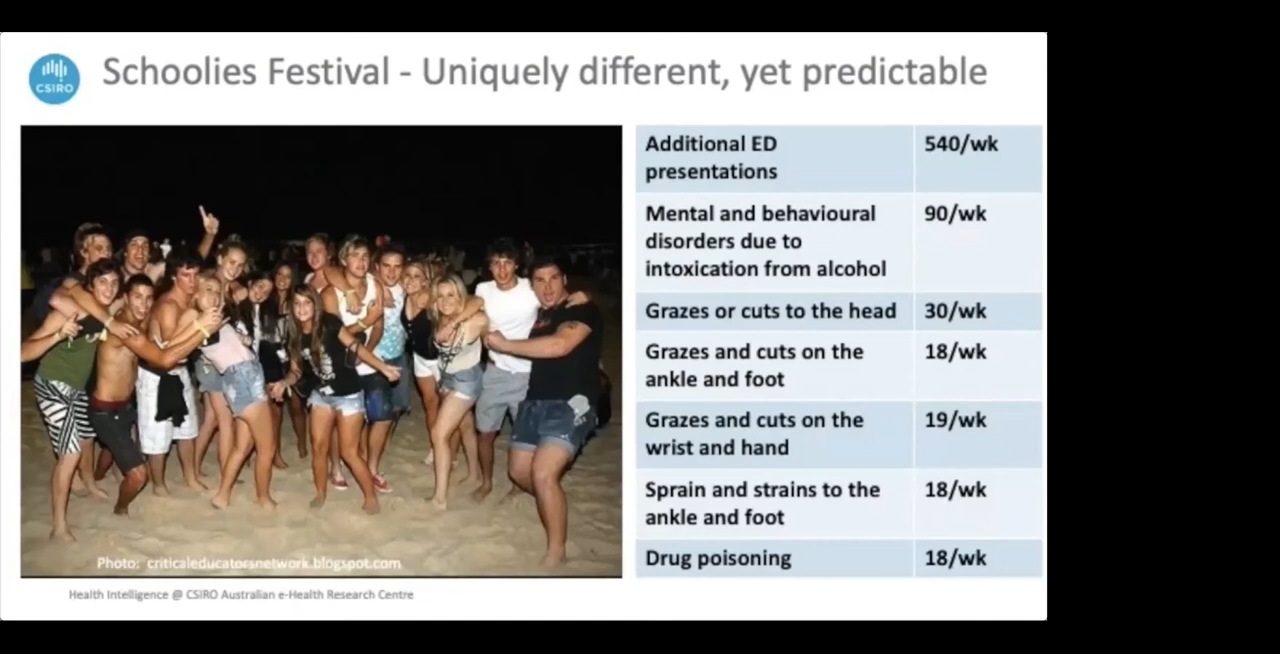 CSIRO
Schoolies Festival - Uniquely different, yet predictable
Additional ED
presentations
540/wk
Mental and behavioural
disorders due to
intoxication from alcohol
90/wk
Grazes or cuts to the head
30/wk
Grazes and cuts on the
ankle and foot
18/wk
Grazes and cuts on the
wrist and hand
19/wk
Sprain and strains to the
ankle and foot
18/wk
Drug poisoning
18/wk
Photo: criticaleducatorsnetwork.blogspot.com
Health Intelligence @ CSIRO Australian e-Health Research Centre